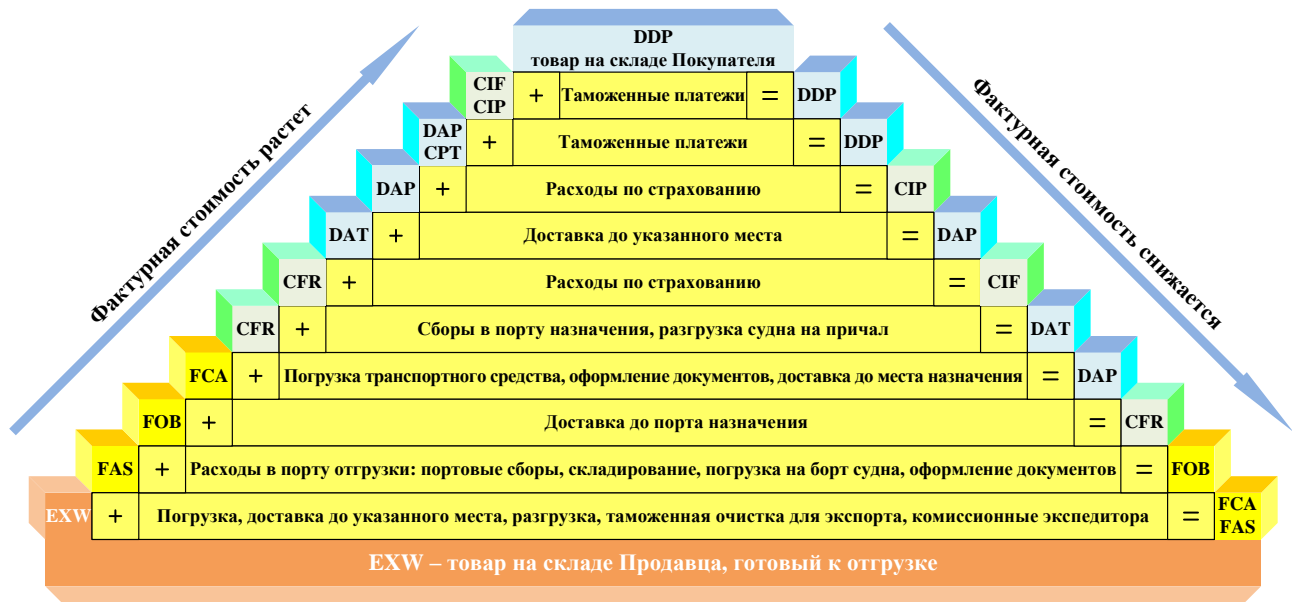 DDP
товар на складе Покупателя
CIF
CIP
+
Таможенные платежи
=
DDP
DAP
CPT
+
Таможенные платежи
=
DDP
DAP
+
Расходы по страхованию
=
CIP
DAT
+
Доставка до указанного места
=
DAP
CFR
+
Расходы по страхованию
=
CIF
CFR
+
Сборы в порту назначения, разгрузка судна на причал
=
DAT
FCA
+
Погрузка транспортного средства, оформление документов, доставка до места назначения
=
DAP
FOB
+
Доставка до порта назначения
=
CFR
FAS
+
Расходы в порту отгрузки: портовые сборы, складирование, погрузка на борт судна, оформление документов
=
FOB
EXW
+
Погрузка, доставка до указанного места, разгрузка, таможенная очистка для экспорта, комиссионные экспедитора
=
FCA
FAS
EXW – товар на складе Продавца, готовый к отгрузке
Фактурная стоимость растет
Фактурная стоимость снижается